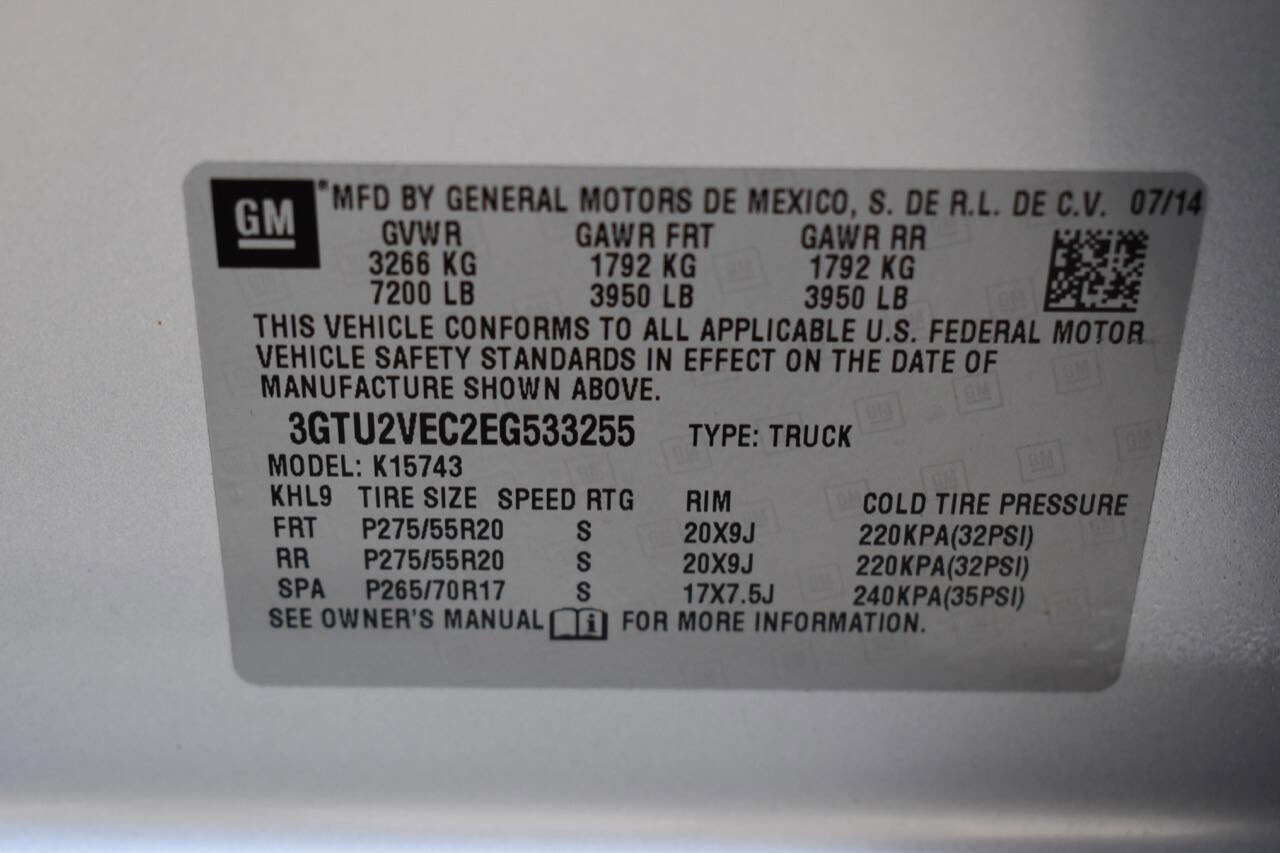 GM ® MFD BY GENERAL MOTORS DE MEXICO, S. DE R.L. DE C.V. 07/14
GVWR GAWR FRT GAWR RR
3266 KG 1792 KG 1792 KG
7200 LB 3950 LB 3950 LB
THIS VEHICLE CONFORMS TO ALL APPLICABLE U.S. FEDERAL MOTOR
VEHICLE SAFETY STANDARDS IN EFFECT ON THE DATE OF
MANUFACTURE SHOWN ABOVE.
3GTU2VEC2EG533255 TYPE: TRUCK
MODEL: K15743
KHL9 TIRE SIZE SPEED RTG RIM COLD TIRE PRESSURE
FRT P275/55R20 S 20X9J 220KPA(32PSI)
RR P275/55R20 S 20X9J 220KPA(32PSI)
SPA P265/70R17 S 17X7.5J 240KPA(35PSI)
SEE OWNER'S MANUAL i FOR MORE INFORMATION.